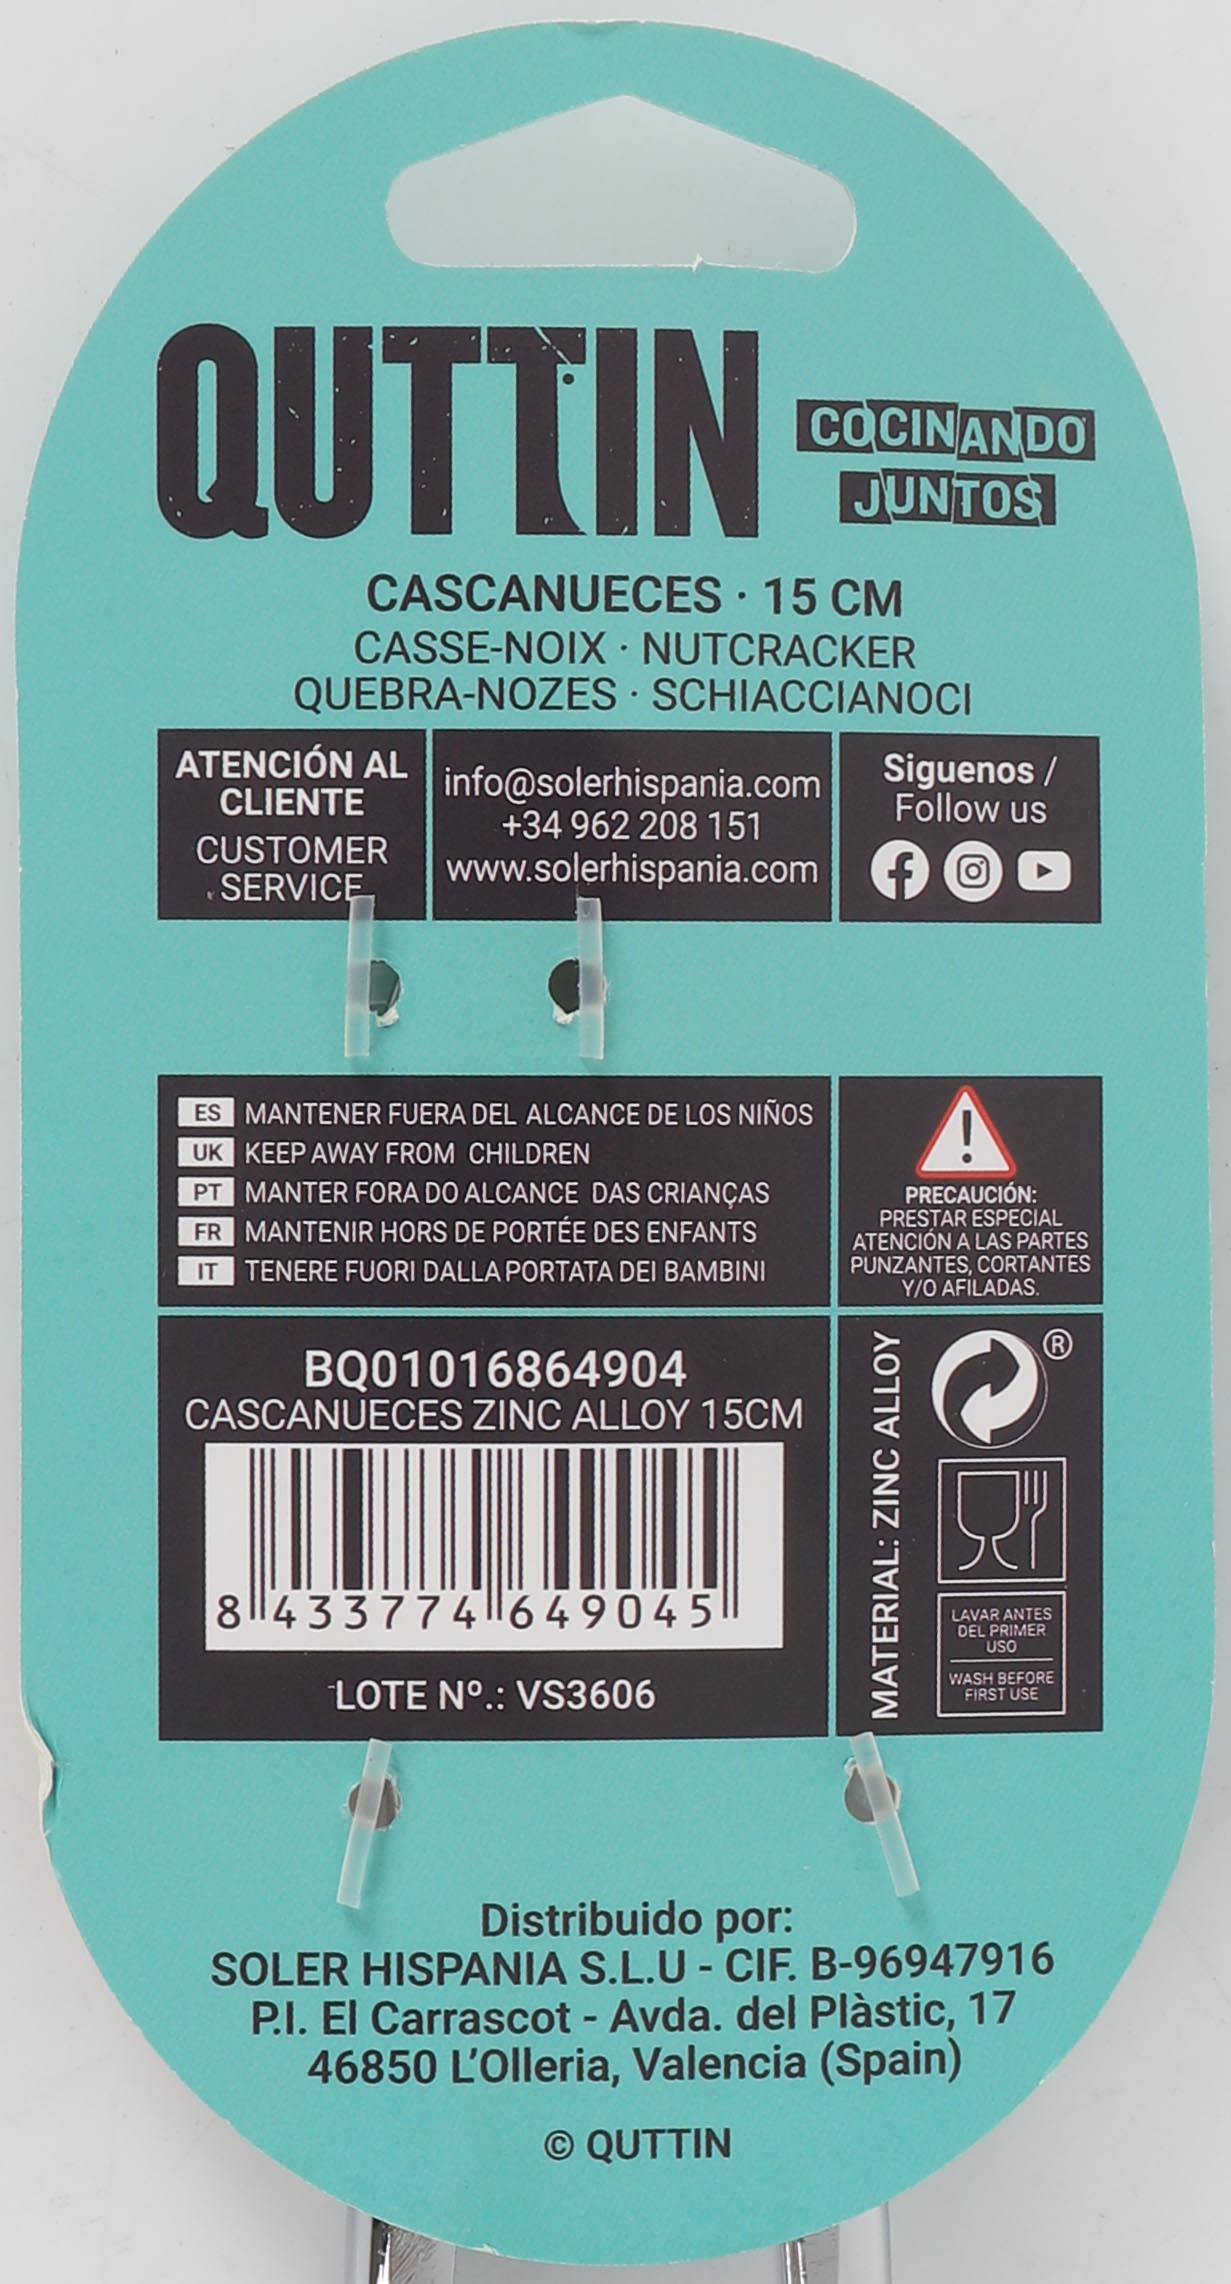 QUTTIN
COCINANDO
JUNTOS
CASCANUECES · 15 CM
CASSE-NOIX · NUTCRACKER
QUEBRA-NOZES · SCHIACCIANOCI
ATENCIÓN AL
CLIENTE
CUSTOMER
SERVICE
info@solerhispania.com
+34 962 208 151
www.solerhispania.com
Siguenos /
Follow us
ES MANTENER FUERA DEL ALCANCE DE LOS NIÑOS
UK KEEP AWAY FROM CHILDREN
PT MANTER FORA DO ALCANCE DAS CRIANÇAS
FR MANTENIR HORS DE PORTÉE DES ENFANTS
IT TENERE FUORI DALLA PORTATA DEI BAMBINI
PRECAUCIÓN:
PRESTAR ESPECIAL
ATENCIÓN A LAS PARTES
PUNZANTES, CORTANTES
Y/O AFILADAS.
BQ01016864904
CASCANUECES ZINC ALLOY 15CM
8 433774 649045
LOTE Nº.: VS3606
MATERIAL: ZINC ALLOY
®
LAVAR ANTES
DEL PRIMER
USO
WASH BEFORE
FIRST USE
Distribuido por:
SOLER HISPANIA S.L.U - CIF. B-96947916
P.I. El Carrascot - Avda. del Plàstic, 17
46850 L'Olleria, Valencia (Spain)
© QUTTIN